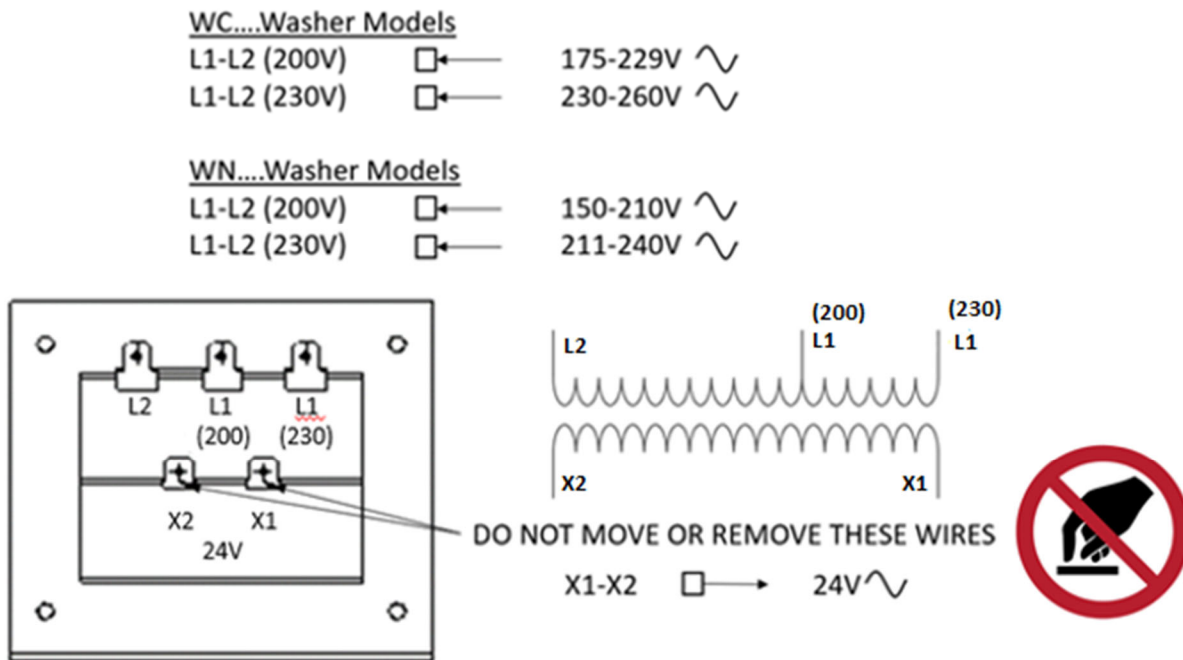 WC....Washer Models
L1-L2 (200V) 175-229V
L1-L2 (230V) 230-260V
WN....Washer Models
L1-L2 (200V) 150-210V
L1-L2 (230V) 211-240V
L2 L1 L1
(200) (230)
X2 X1
24V
(200) (230)
L2 L1 L1
X2 X1
DO NOT MOVE OR REMOVE THESE WIRES
X1-X2 24V